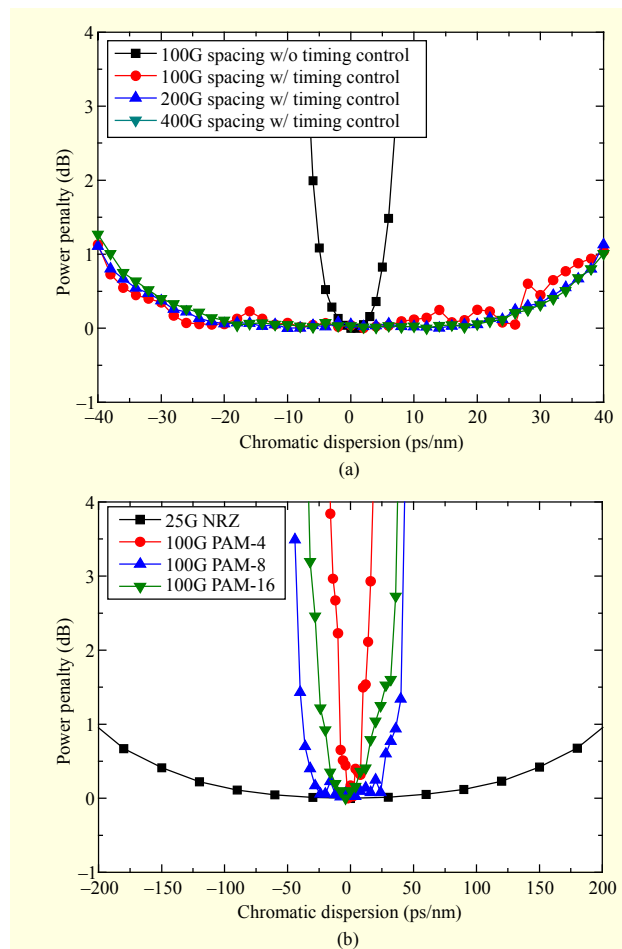 100G spacing w/o timing control
100G spacing w/ timing control
200G spacing w/ timing control
400G spacing w/ timing control
4
3
2
1
0
−1
Power penalty (dB)
−40 −30 −20 −10 0 10 20 30 40
Chromatic dispersion (ps/nm)
(a)
25G NRZ
100G PAM-4
100G PAM-8
100G PAM-16
4
3
2
1
0
−1
Power penalty (dB)
−200 −150 −100 −50 0 50 100 150 200
Chromatic dispersion (ps/nm)
(b)